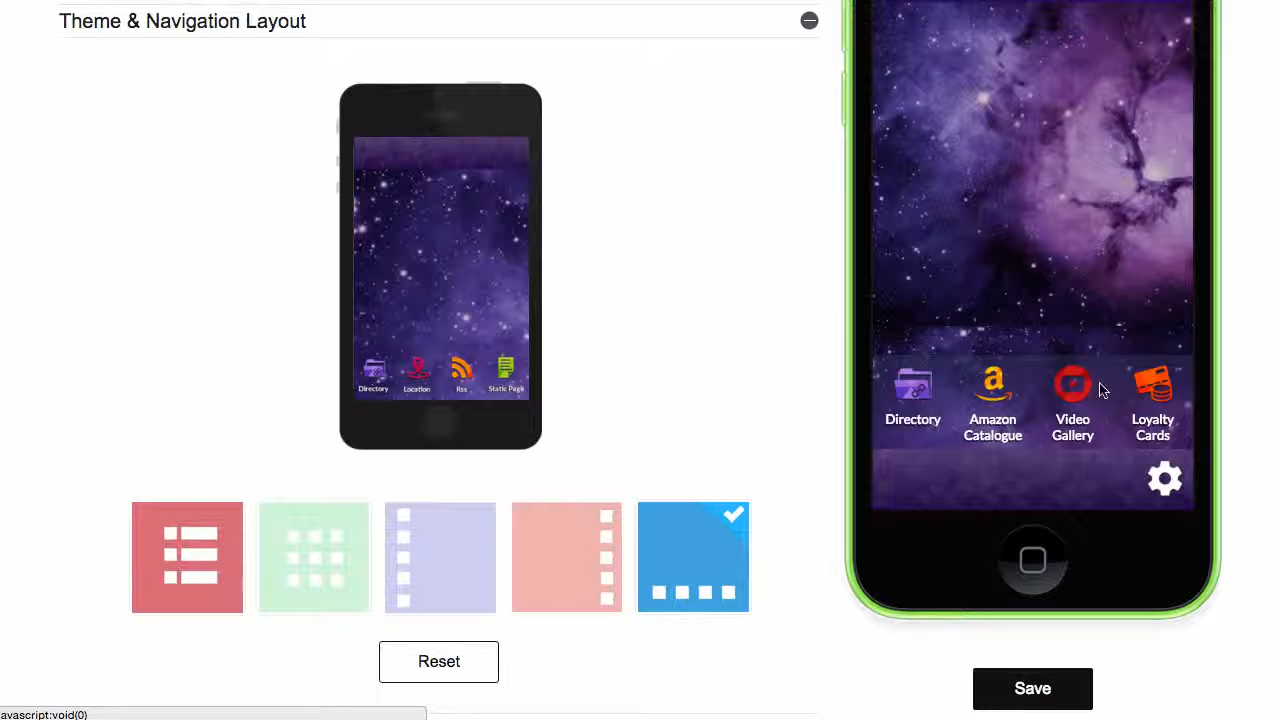 Theme & Navigation Layout
Directory
Location
Rss
Static Page
Directory
Amazon
Catalogue
Video
Gallery
Loyalty
Cards
Reset
Save
avascript:void(0)